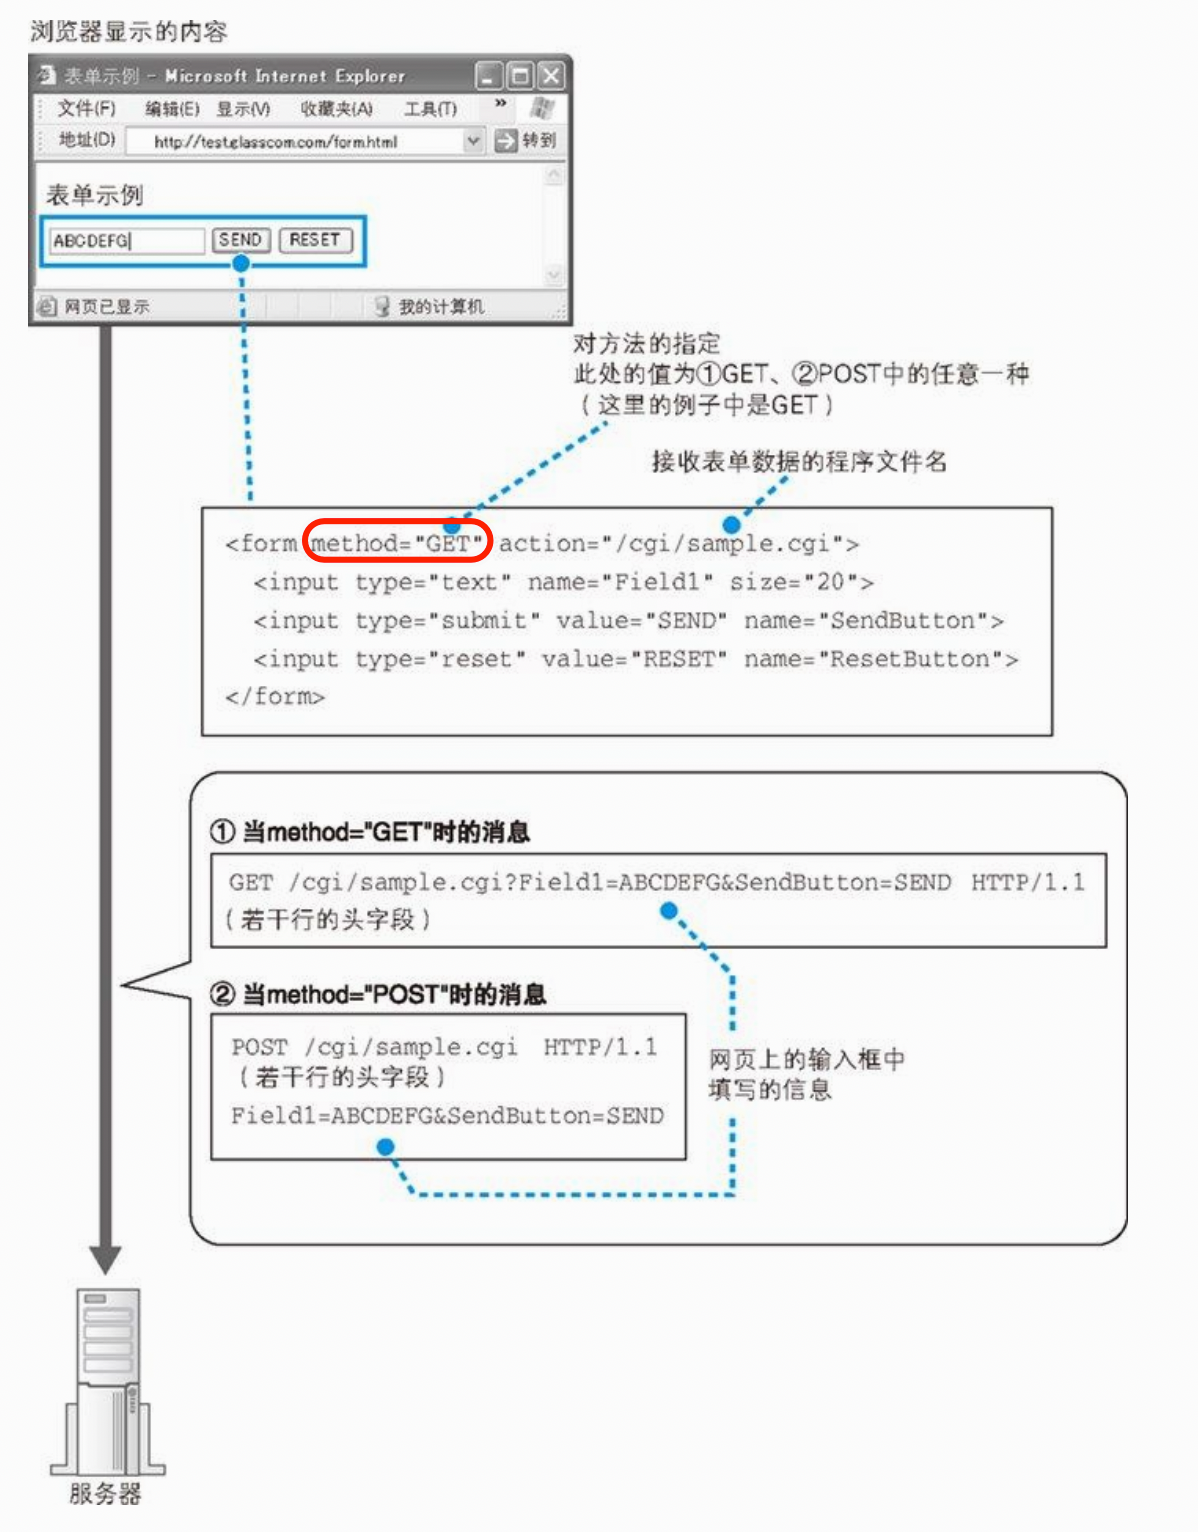 浏览器显示的内容
表单示例 - Microsoft Internet Explorer
文件(F) 编辑(E) 显示(V) 收藏夹(A) 工具(T) »
地址(D) http://test.glasscom.com/form.html 转到
表单示例
ABCDEFG SEND RESET
网页已显示 我的计算机
对方法的指定
此处的值为①GET、②POST中的任意一种
（这里的例子中是GET）
接收表单数据的程序文件名
<form method="GET" action="/cgi/sample.cgi">
<input type="text" name="Field1" size="20">
<input type="submit" value="SEND" name="SendButton">
<input type="reset" value="RESET" name="ResetButton">
</form>
① 当method="GET"时的消息
GET /cgi/sample.cgi?Field1=ABCDEFG&SendButton=SEND HTTP/1.1
（若干行的头字段）
② 当method="POST"时的消息
POST /cgi/sample.cgi HTTP/1.1
（若干行的头字段）
Field1=ABCDEFG&SendButton=SEND
网页上的输入框中
填写的信息
服务器